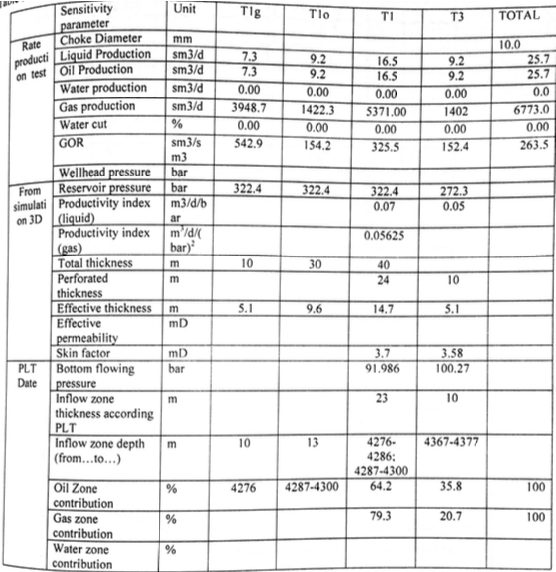 Sensitivity parameter Unit T1g T1o T1 T3 TOTAL
Rate producti on test Choke Diameter mm 10.0
Liquid Production sm3/d 7.3 9.2 16.5 9.2 25.7
Oil Production sm3/d 7.3 9.2 16.5 9.2 25.7
Water production sm3/d 0.00 0.00 0.00 0.00 0.0
Gas production sm3/d 3948.7 1422.3 5371.00 1402 6773.0
Water cut % 0.00 0.00 0.00 0.00 0.00
GOR sm3/s m3 542.9 154.2 325.5 152.4 263.5
Wellhead pressure bar
From simulati on 3D Reservoir pressure bar 322.4 322.4 322.4 272.3
Productivity index (liquid) m3/d/b ar 0.07 0.05
Productivity index (gas) m³/d/( bar)² 0.05625
Total thickness m 10 30 40
Perforated thickness m 24 10
Effective thickness m 5.1 9.6 14.7 5.1
Effective permeability mD
Skin factor mD 3.7 3.58
PLT Date Bottom flowing pressure bar 91.986 100.27
Inflow zone thickness according PLT m 23 10
Inflow zone depth (from...to...) m 10 13 4276-4286; 4287-4300 4367-4377
Oil Zone contribution % 4276 4287-4300 64.2 35.8 100
Gas zone contribution % 79.3 20.7 100
Water zone contribution %